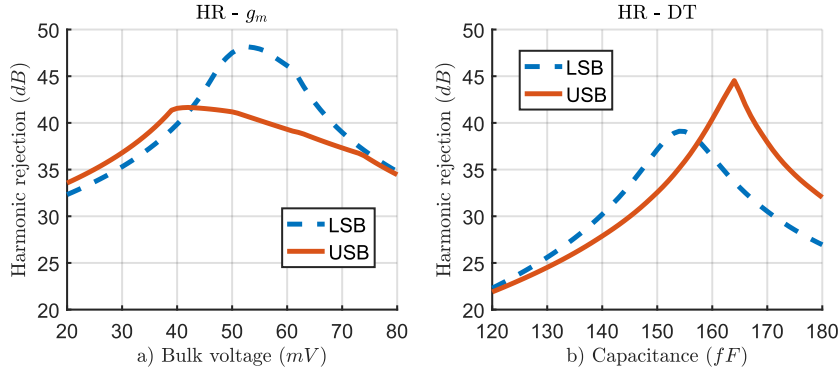 HR - gₘ
Harmonic rejection (dB)
50
45
40
35
30
25
20
LSB
USB
20 30 40 50 60 70 80
a) Bulk voltage (mV)
HR - DT
Harmonic rejection (dB)
50
45
40
35
30
25
20
LSB
USB
120 130 140 150 160 170 180
b) Capacitance (fF)